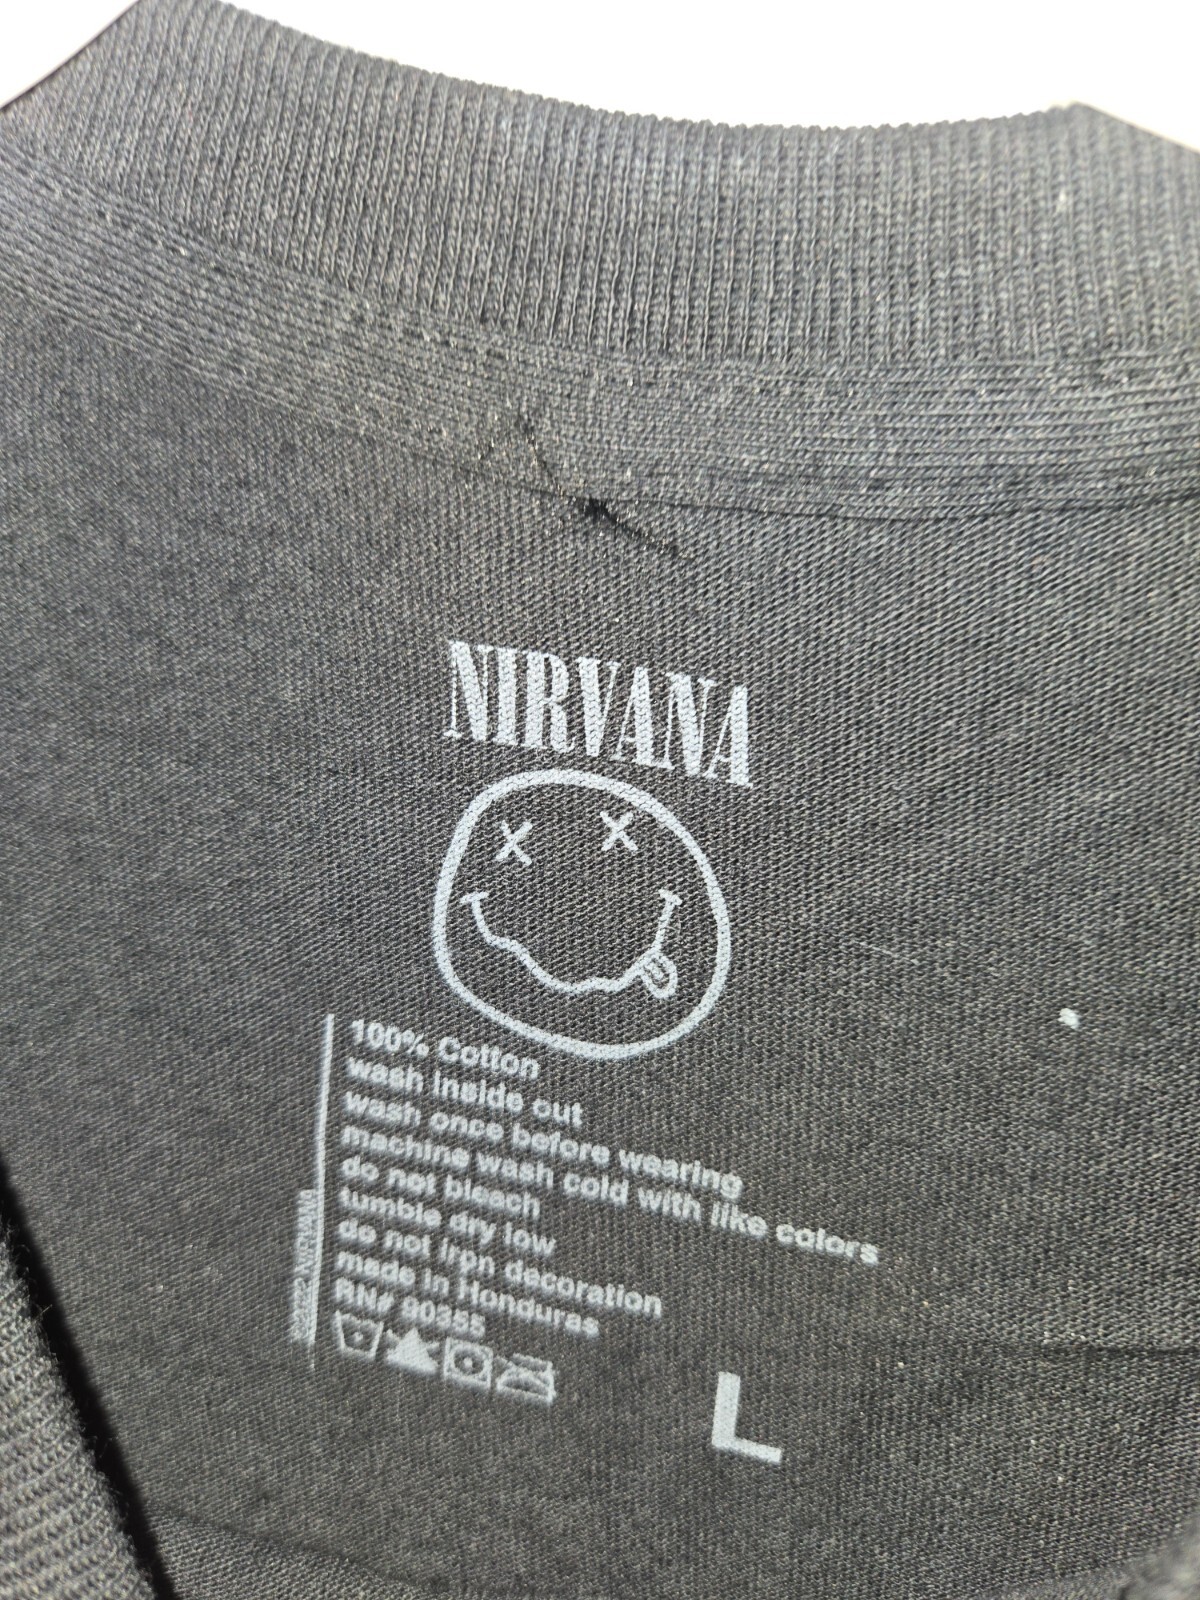 NIRVANA
100% Cotton
wash inside out
wash once before wearing
machine wash cold with like colors
do not bleach
tumble dry low
do not iron decoration
made in Honduras
RN# 90355
L
NIRVANA